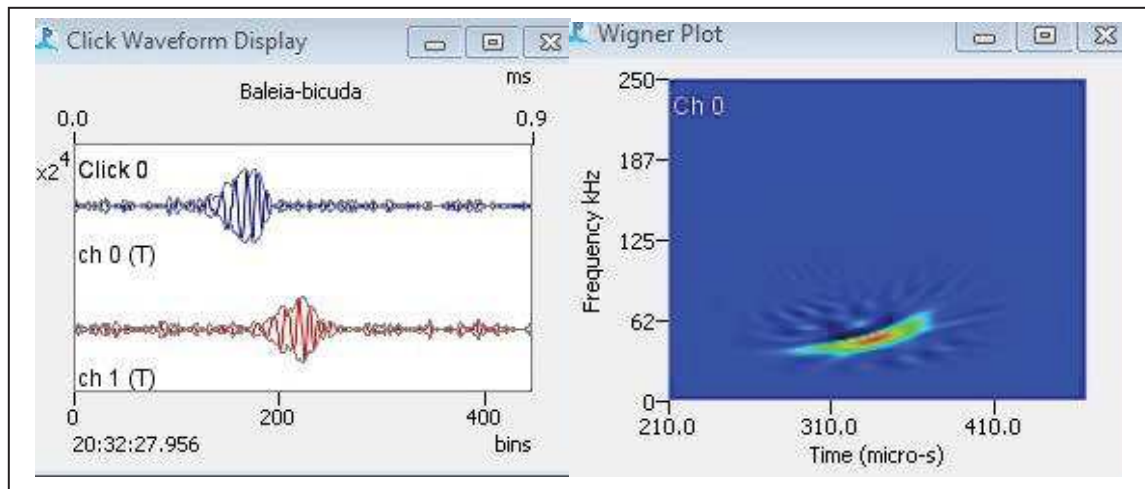 Click Waveform Display
Baleia-bicuda
ms
0.0
0.9
x2^4
Click 0
ch 0 (T)
ch 1 (T)
0
200
400
20:32:27.956
bins
Wigner Plot
250
Ch 0
187
125
62
0
Frequency kHz
210.0
310.0
410.0
Time (micro-s)